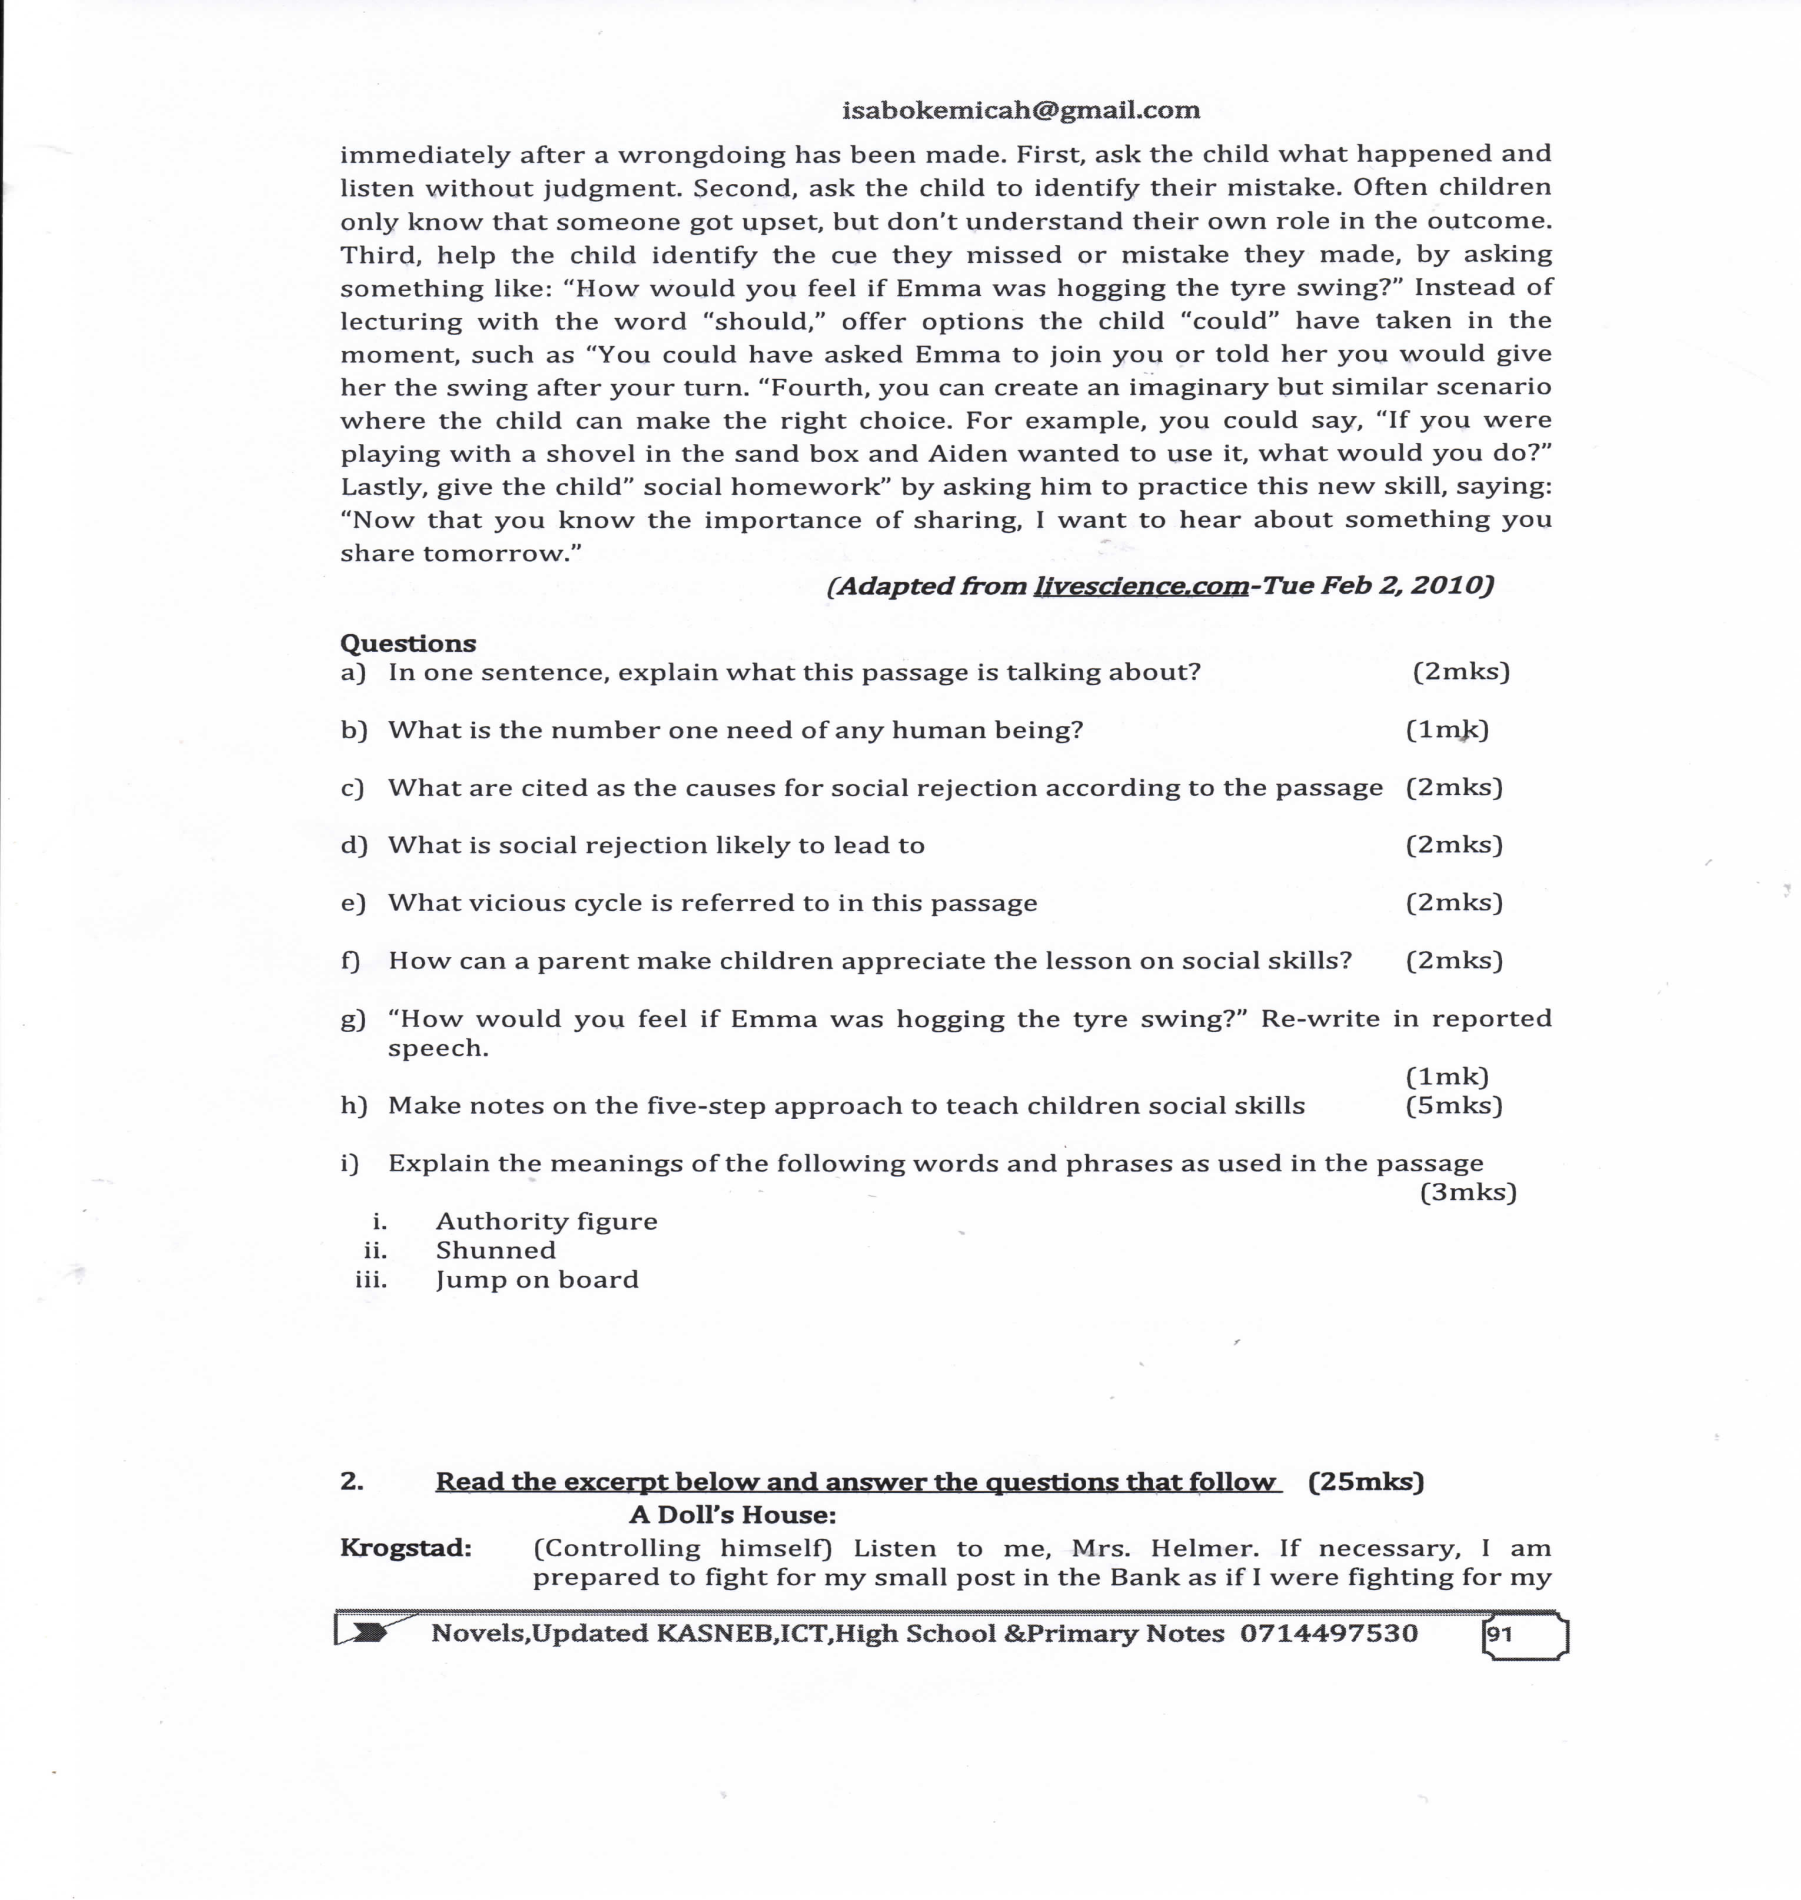 isabokemicah@gmail.com
immediately after a wrongdoing has been made. First, ask the child what happened and
listen without judgment. Second, ask the child to identify their mistake. Often children
only know that someone got upset, but don't understand their own role in the outcome.
Third, help the child identify the cue they missed or mistake they made, by asking
something like: “How would you feel if Emma was hogging the tyre swing?” Instead of
lecturing with the word “should,” offer options the child “could” have taken in the
moment, such as “You could have asked Emma to join you or told her you would give
her the swing after your turn. “Fourth, you can create an imaginary but similar scenario
where the child can make the right choice. For example, you could say, “If you were
playing with a shovel in the sand box and Aiden wanted to use it, what would you do?”
Lastly, give the child” social homework” by asking him to practice this new skill, saying:
“Now that you know the importance of sharing, I want to hear about something you
share tomorrow.”
(Adapted from livescience.com-Tue Feb 2, 2010)
Questions
a) In one sentence, explain what this passage is talking about? (2mks)
b) What is the number one need of any human being? (1mk)
c) What are cited as the causes for social rejection according to the passage (2mks)
d) What is social rejection likely to lead to (2mks)
e) What vicious cycle is referred to in this passage (2mks)
f) How can a parent make children appreciate the lesson on social skills? (2mks)
g) “How would you feel if Emma was hogging the tyre swing?” Re-write in reported
speech.
(1mk)
h) Make notes on the five-step approach to teach children social skills (5mks)
i) Explain the meanings of the following words and phrases as used in the passage
(3mks)
i. Authority figure
ii. Shunned
iii. Jump on board
2. Read the excerpt below and answer the questions that follow (25mks)
A Doll's House:
Krogstad: (Controlling himself) Listen to me, Mrs. Helmer. If necessary, I am
prepared to fight for my small post in the Bank as if I were fighting for my
Novels,Updated KASNEB,ICT,High School &Primary Notes 0714497530 91